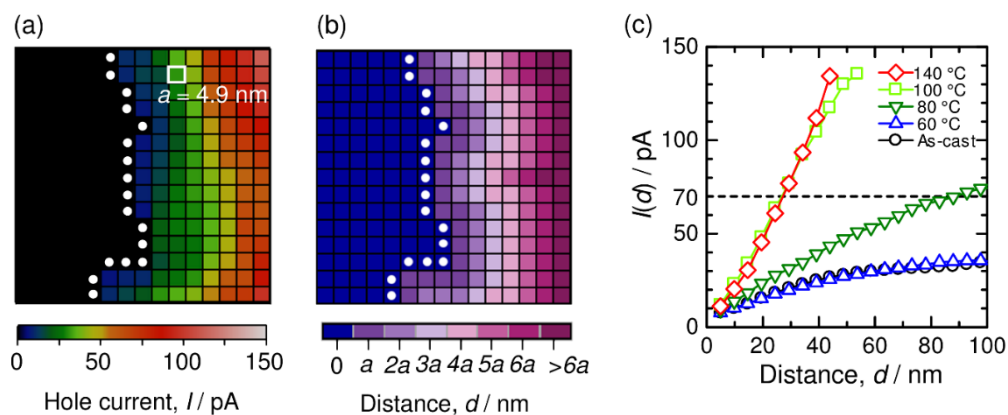 (a)
a = 4.9 nm
0 50 100 150
Hole current, I / pA
(b)
0 a 2a 3a 4a 5a 6a >6a
Distance, d / nm
(c)
150
100
70
50
0
I(d) / pA
140 °C
100 °C
80 °C
60 °C
As-cast
0 20 40 60 80 100
Distance, d / nm